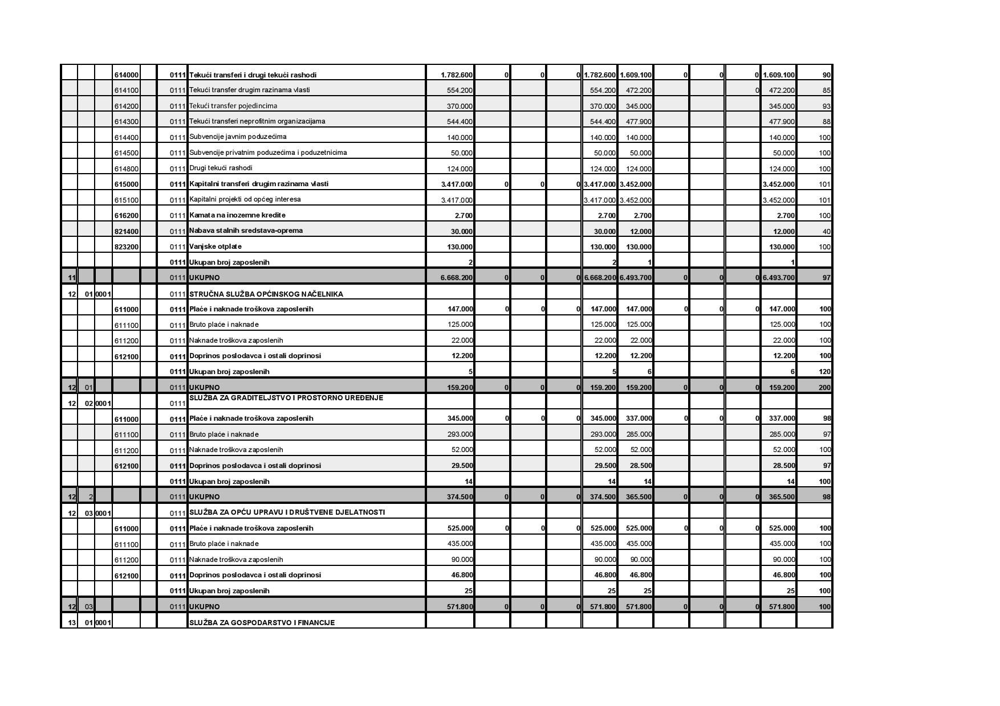 614000 0111 Tekući transferi i drugi tekući rashodi 1.782.600 0 0 0 1.782.600 1.609.100 0 0 0 1.609.100 90
614100 0111 Tekući transfer drugim razinama vlasti 554.200 554.200 472.200 0 472.200 85
614200 0111 Tekući transfer pojedincima 370.000 370.000 345.000 345.000 93
614300 0111 Tekući transferi neprofitnim organizacijama 544.400 544.400 477.900 477.900 88
614400 0111 Subvencije javnim poduzećima 140.000 140.000 140.000 140.000 100
614500 0111 Subvencije privatnim poduzećima i poduzetnicima 50.000 50.000 50.000 50.000 100
614800 0111 Drugi tekući rashodi 124.000 124.000 124.000 124.000 100
615000 0111 Kapitalni transferi drugim razinama vlasti 3.417.000 0 0 0 3.417.000 3.452.000 3.452.000 101
615100 0111 Kapitalni projekti od općeg interesa 3.417.000 3.417.000 3.452.000 3.452.000 101
616200 0111 Kamata na inozemne kredite 2.700 2.700 2.700 2.700 100
821400 0111 Nabava stalnih sredstava-oprema 30.000 30.000 12.000 12.000 40
823200 0111 Vanjske otplate 130.000 130.000 130.000 130.000 100
0111 Ukupan broj zaposlenih 2 2 1 1
11 0111 UKUPNO 6.668.200 0 0 0 6.668.200 6.493.700 0 0 0 6.493.700 97
12 01 0001 0111 STRUČNA SLUŽBA OPĆINSKOG NAČELNIKA
611000 0111 Plaće i naknade troškova zaposlenih 147.000 0 0 0 147.000 147.000 0 0 0 147.000 100
611100 0111 Bruto plaće i naknade 125.000 125.000 125.000 125.000 100
611200 0111 Naknade troškova zaposlenih 22.000 22.000 22.000 22.000 100
612100 0111 Doprinos poslodavca i ostali doprinosi 12.200 12.200 12.200 12.200 100
0111 Ukupan broj zaposlenih 5 5 6 6 120
12 01 0111 UKUPNO 159.200 0 0 0 159.200 159.200 0 0 0 159.200 200
12 02 0001 0111 SLUŽBA ZA GRADITELJSTVO I PROSTORNO UREĐENJE
611000 0111 Plaće i naknade troškova zaposlenih 345.000 0 0 0 345.000 337.000 0 0 0 337.000 98
611100 0111 Bruto plaće i naknade 293.000 293.000 285.000 285.000 97
611200 0111 Naknade troškova zaposlenih 52.000 52.000 52.000 52.000 100
612100 0111 Doprinos poslodavca i ostali doprinosi 29.500 29.500 28.500 28.500 97
0111 Ukupan broj zaposlenih 14 14 14 14 100
12 2 0111 UKUPNO 374.500 0 0 0 374.500 365.500 0 0 0 365.500 98
12 03 0001 0111 SLUŽBA ZA OPĆU UPRAVU I DRUŠTVENE DJELATNOSTI
611000 0111 Plaće i naknade troškova zaposlenih 525.000 0 0 0 525.000 525.000 0 0 0 525.000 100
611100 0111 Bruto plaće i naknade 435.000 435.000 435.000 435.000 100
611200 0111 Naknade troškova zaposlenih 90.000 90.000 90.000 90.000 100
612100 0111 Doprinos poslodavca i ostali doprinosi 46.800 46.800 46.800 46.800 100
0111 Ukupan broj zaposlenih 25 25 25 25 100
12 03 0111 UKUPNO 571.800 0 0 0 571.800 571.800 0 0 0 571.800 100
13 01 0001 SLUŽBA ZA GOSPODARSTVO I FINANCIJE